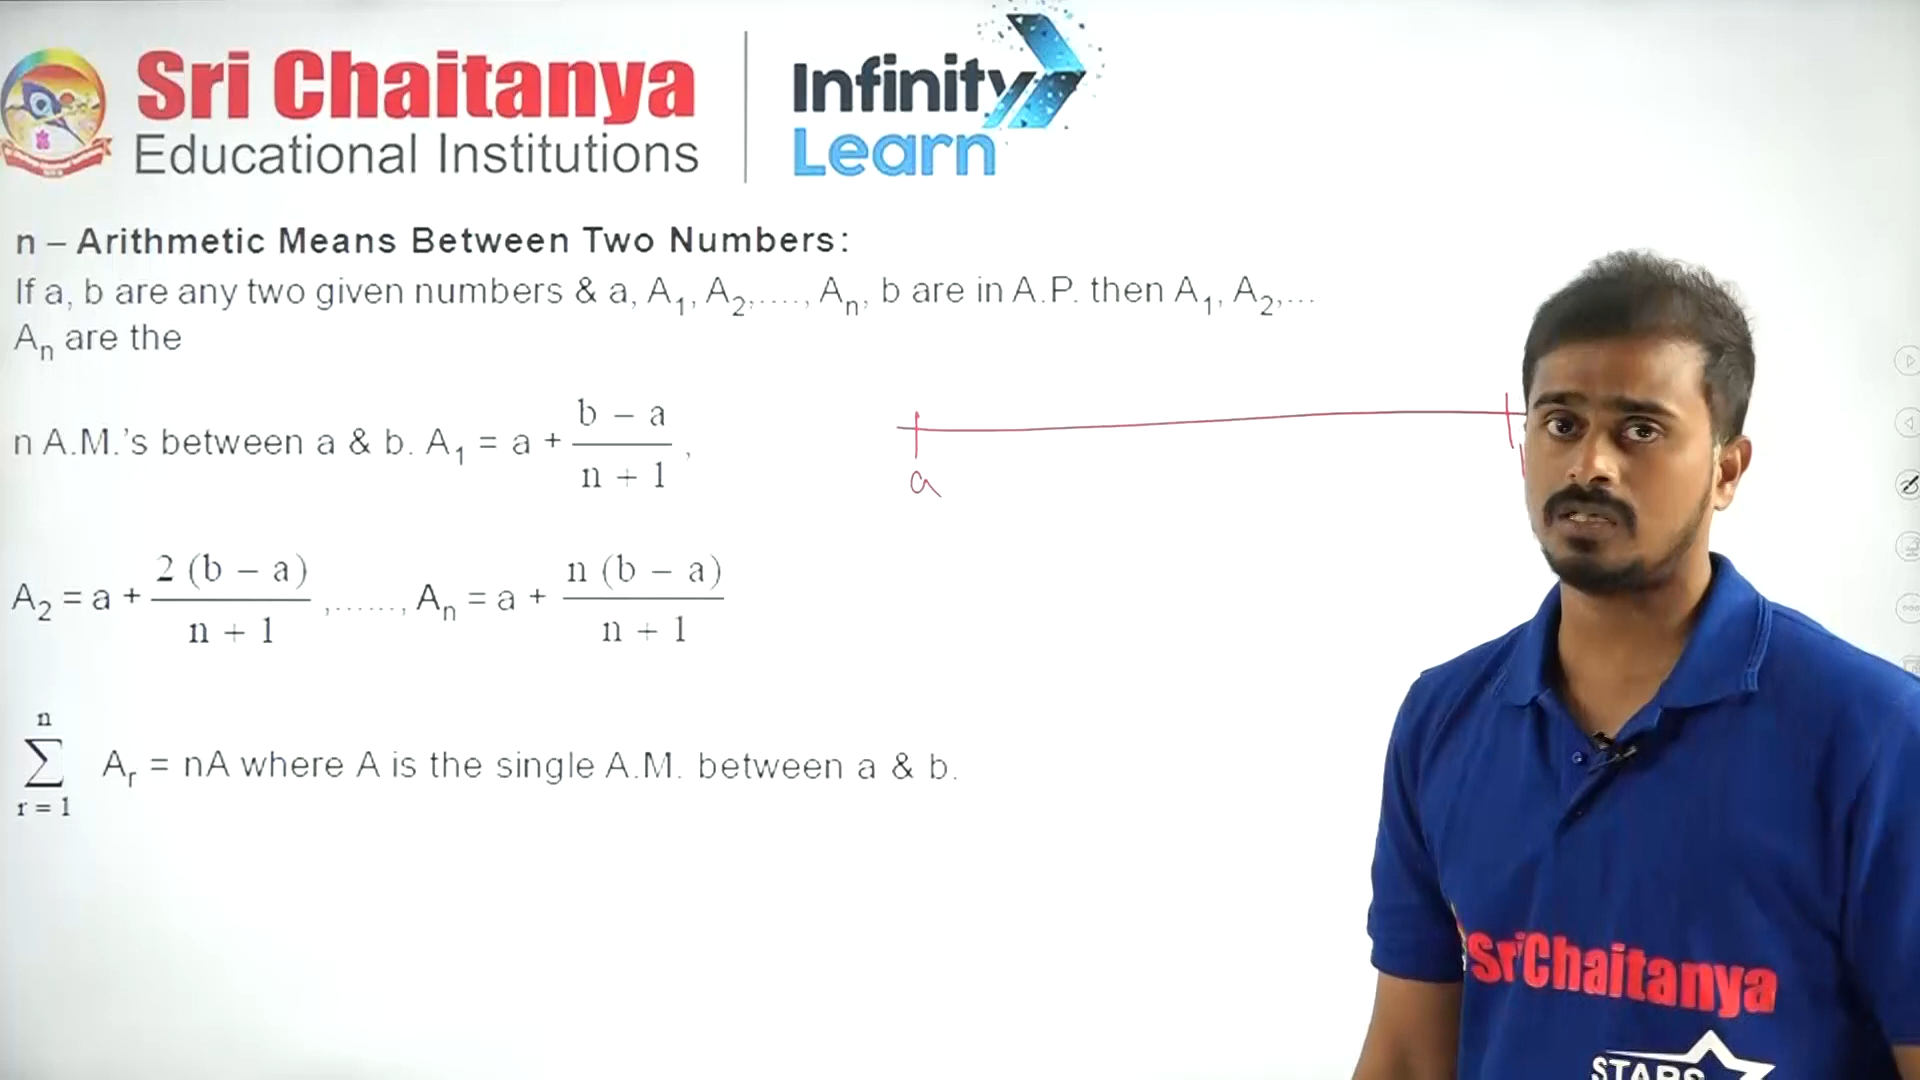 Sri Chaitanya
Educational Institutions
Infinity
Learn
n – Arithmetic Means Between Two Numbers:
If a, b are any two given numbers & a, A₁, A₂,...., Aₙ, b are in A.P. then A₁, A₂,...
Aₙ are the
n A.M.'s between a & b. A₁ = a + (b – a)/(n + 1),
a
A₂ = a + 2 (b – a)/(n + 1) ,......, Aₙ = a + n (b – a)/(n + 1)
∑ⁿᵣ₌₁ Aᵣ = nA where A is the single A.M. between a & b.
Sri Chaitanya
STARS